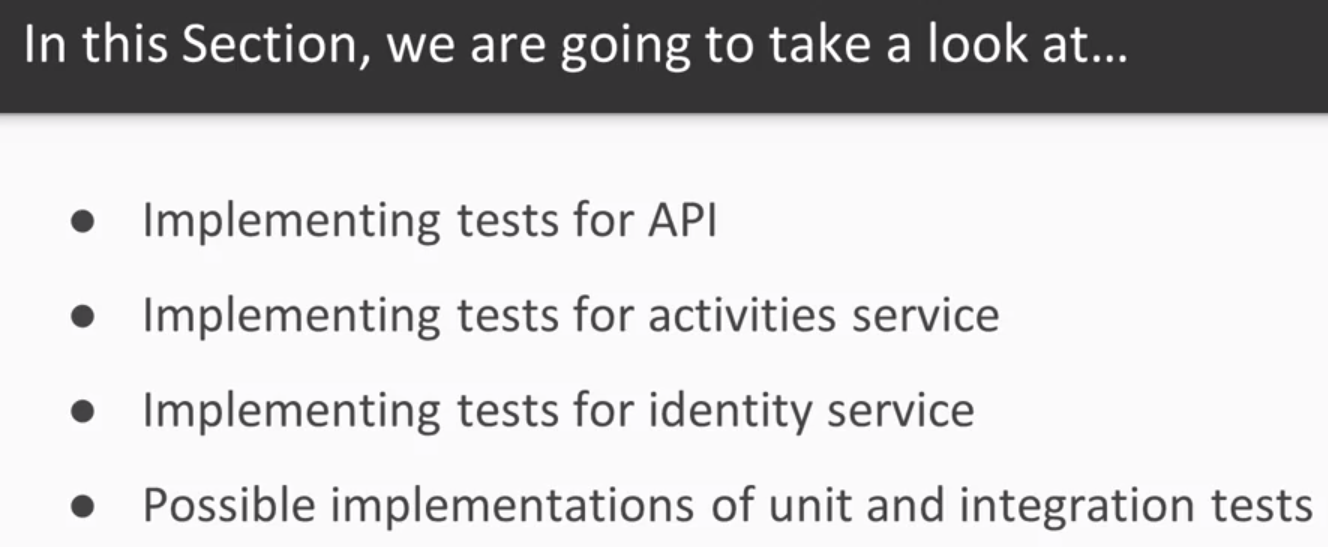 In this Section, we are going to take a look at...
● Implementing tests for API
● Implementing tests for activities service
● Implementing tests for identity service
● Possible implementations of unit and integration tests